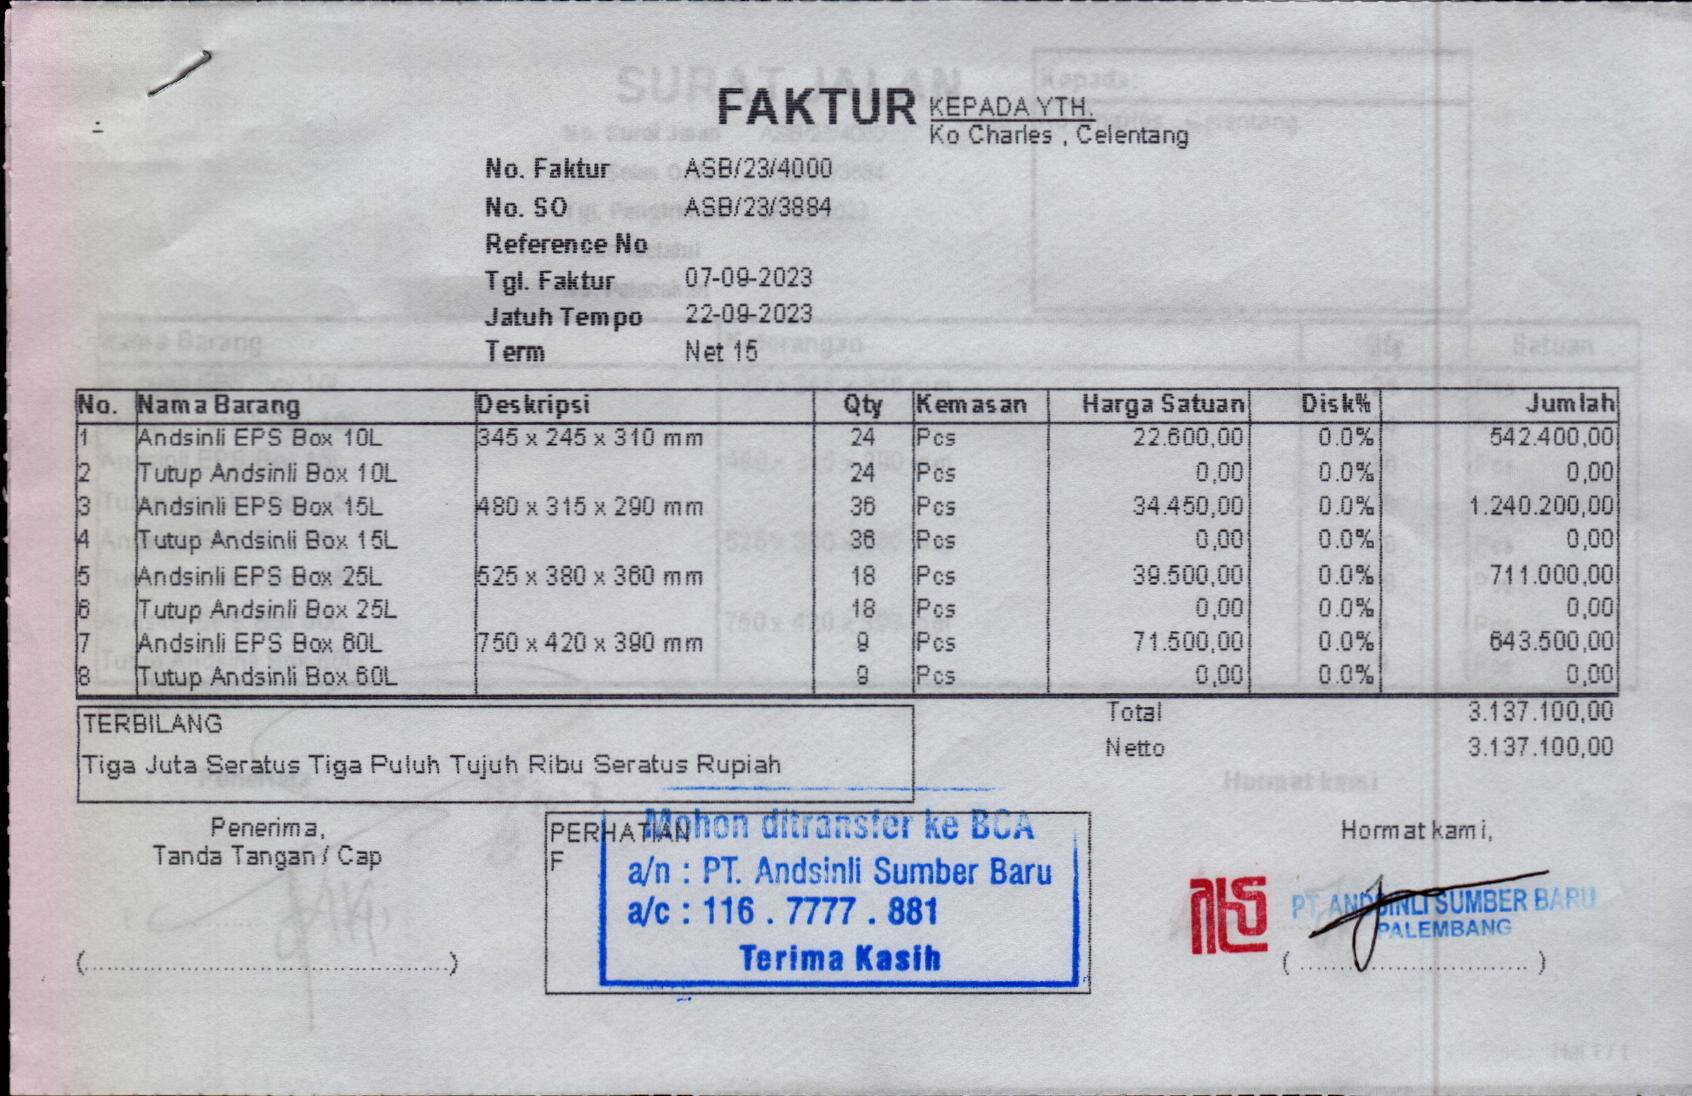 FAKTUR
KEPADA YTH.
Ko Charles , Celentang
No. Faktur ASB/23/4000
No. SO ASB/23/3884
Reference No
Tgl. Faktur 07-09-2023
Jatuh Tempo 22-09-2023
Term Net 15
No. Nama Barang Deskripsi Qty Kemasan Harga Satuan Disk% Jumlah
1 Andsinli EPS Box 10L 345 x 245 x 310 mm 24 Pcs 22.600,00 0.0% 542.400,00
2 Tutup Andsinli Box 10L 24 Pcs 0,00 0.0% 0,00
3 Andsinli EPS Box 15L 480 x 315 x 290 mm 36 Pcs 34.450,00 0.0% 1.240.200,00
4 Tutup Andsinli Box 15L 36 Pcs 0,00 0.0% 0,00
5 Andsinli EPS Box 25L 525 x 380 x 360 mm 18 Pcs 39.500,00 0.0% 711.000,00
6 Tutup Andsinli Box 25L 18 Pcs 0,00 0.0% 0,00
7 Andsinli EPS Box 60L 750 x 420 x 390 mm 9 Pcs 71.500,00 0.0% 643.500,00
8 Tutup Andsinli Box 60L 9 Pcs 0,00 0.0% 0,00
Total 3.137.100,00
Netto 3.137.100,00
TERBILANG
Tiga Juta Seratus Tiga Puluh Tujuh Ribu Seratus Rupiah
Penerima,
Tanda Tangan / Cap
PERHATIAN
F
Mohon ditransfer ke BCA
a/n : PT. Andsinli Sumber Baru
a/c : 116 . 7777 . 881
Terima Kasih
Hormat kami,
PT. ANDSINLI SUMBER BARU
PALEMBANG